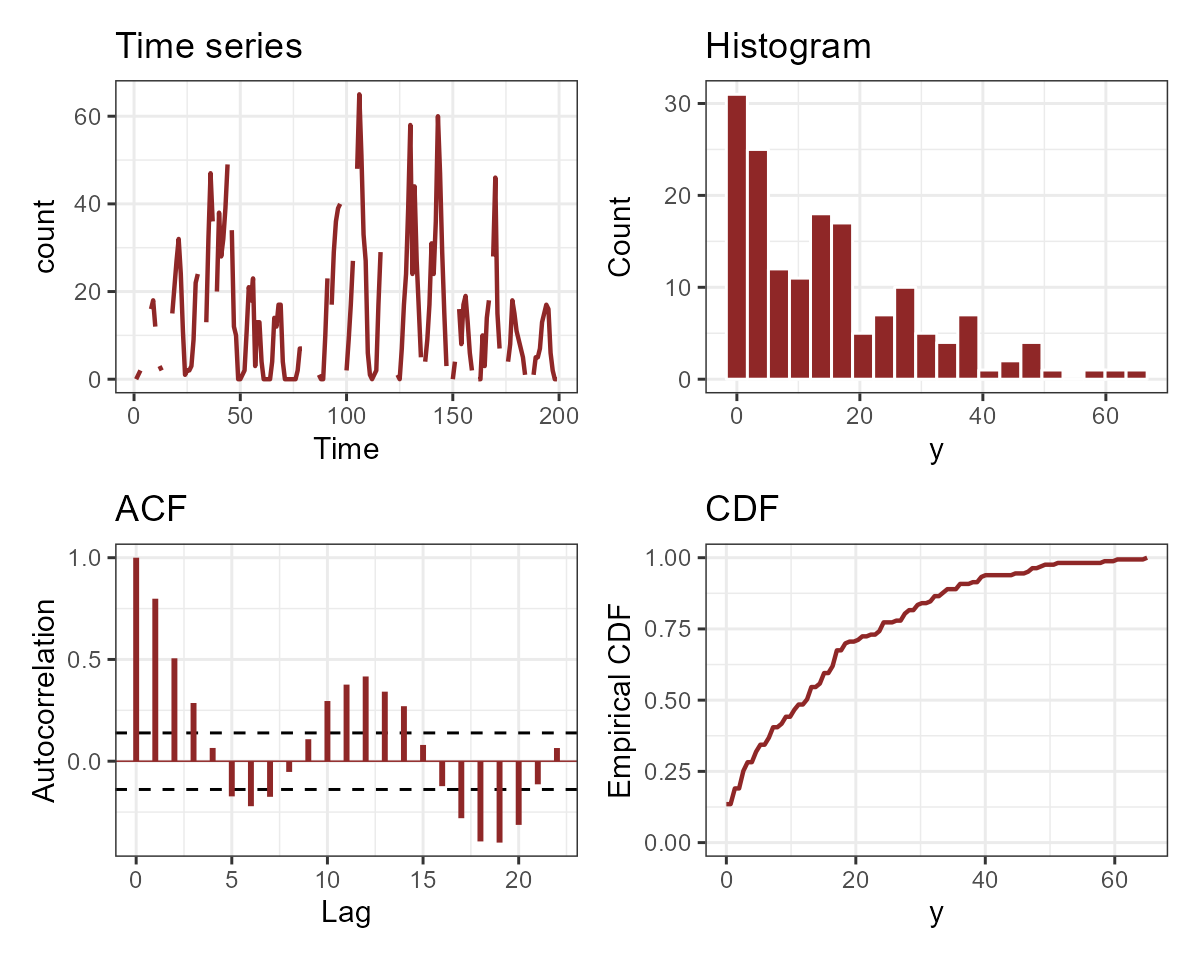 Time series
60
40
20
0
count
0 50 100 150 200
Time
Histogram
30
20
10
0
Count
0 20 40 60
y
ACF
1.0
0.5
0.0
Autocorrelation
0 5 10 15 20
Lag
CDF
1.00
0.75
0.50
0.25
0.00
Empirical CDF
0 20 40 60
y